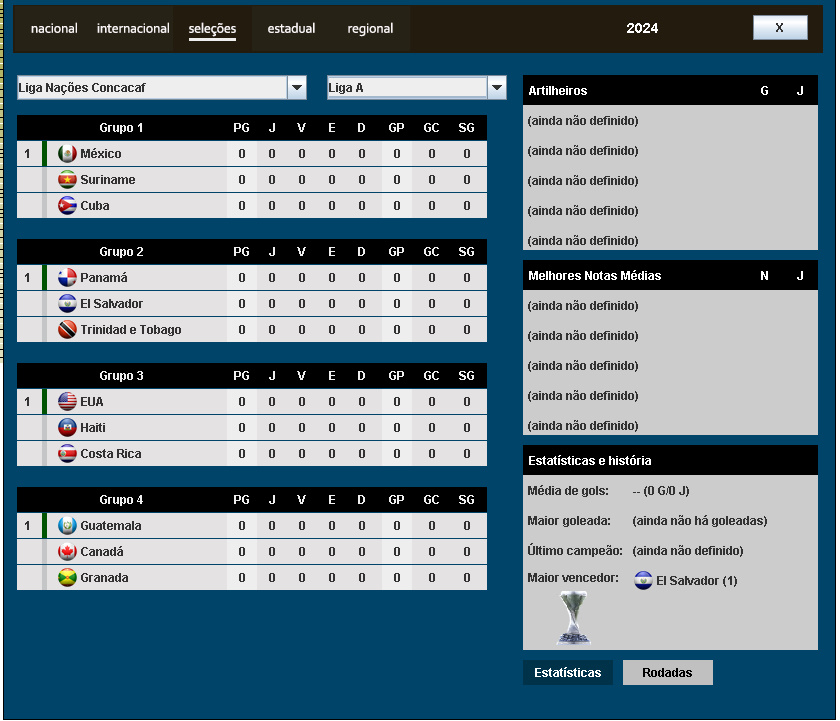 nacional internacional seleções estadual regional 2024 X
Liga Nações Concacaf Liga A
Grupo 1 PG J V E D GP GC SG
1 México 0 0 0 0 0 0 0 0
Suriname 0 0 0 0 0 0 0 0
Cuba 0 0 0 0 0 0 0 0
Grupo 2 PG J V E D GP GC SG
1 Panamá 0 0 0 0 0 0 0 0
El Salvador 0 0 0 0 0 0 0 0
Trinidad e Tobago 0 0 0 0 0 0 0 0
Grupo 3 PG J V E D GP GC SG
1 EUA 0 0 0 0 0 0 0 0
Haiti 0 0 0 0 0 0 0 0
Costa Rica 0 0 0 0 0 0 0 0
Grupo 4 PG J V E D GP GC SG
1 Guatemala 0 0 0 0 0 0 0 0
Canadá 0 0 0 0 0 0 0 0
Granada 0 0 0 0 0 0 0 0
Artilheiros G J
(ainda não definido)
(ainda não definido)
(ainda não definido)
(ainda não definido)
(ainda não definido)
Melhores Notas Médias N J
(ainda não definido)
(ainda não definido)
(ainda não definido)
(ainda não definido)
(ainda não definido)
Estatísticas e história
Média de gols: -- (0 G/0 J)
Maior goleada: (ainda não há goleadas)
Último campeão: (ainda não definido)
Maior vencedor: El Salvador (1)
Estatísticas Rodadas